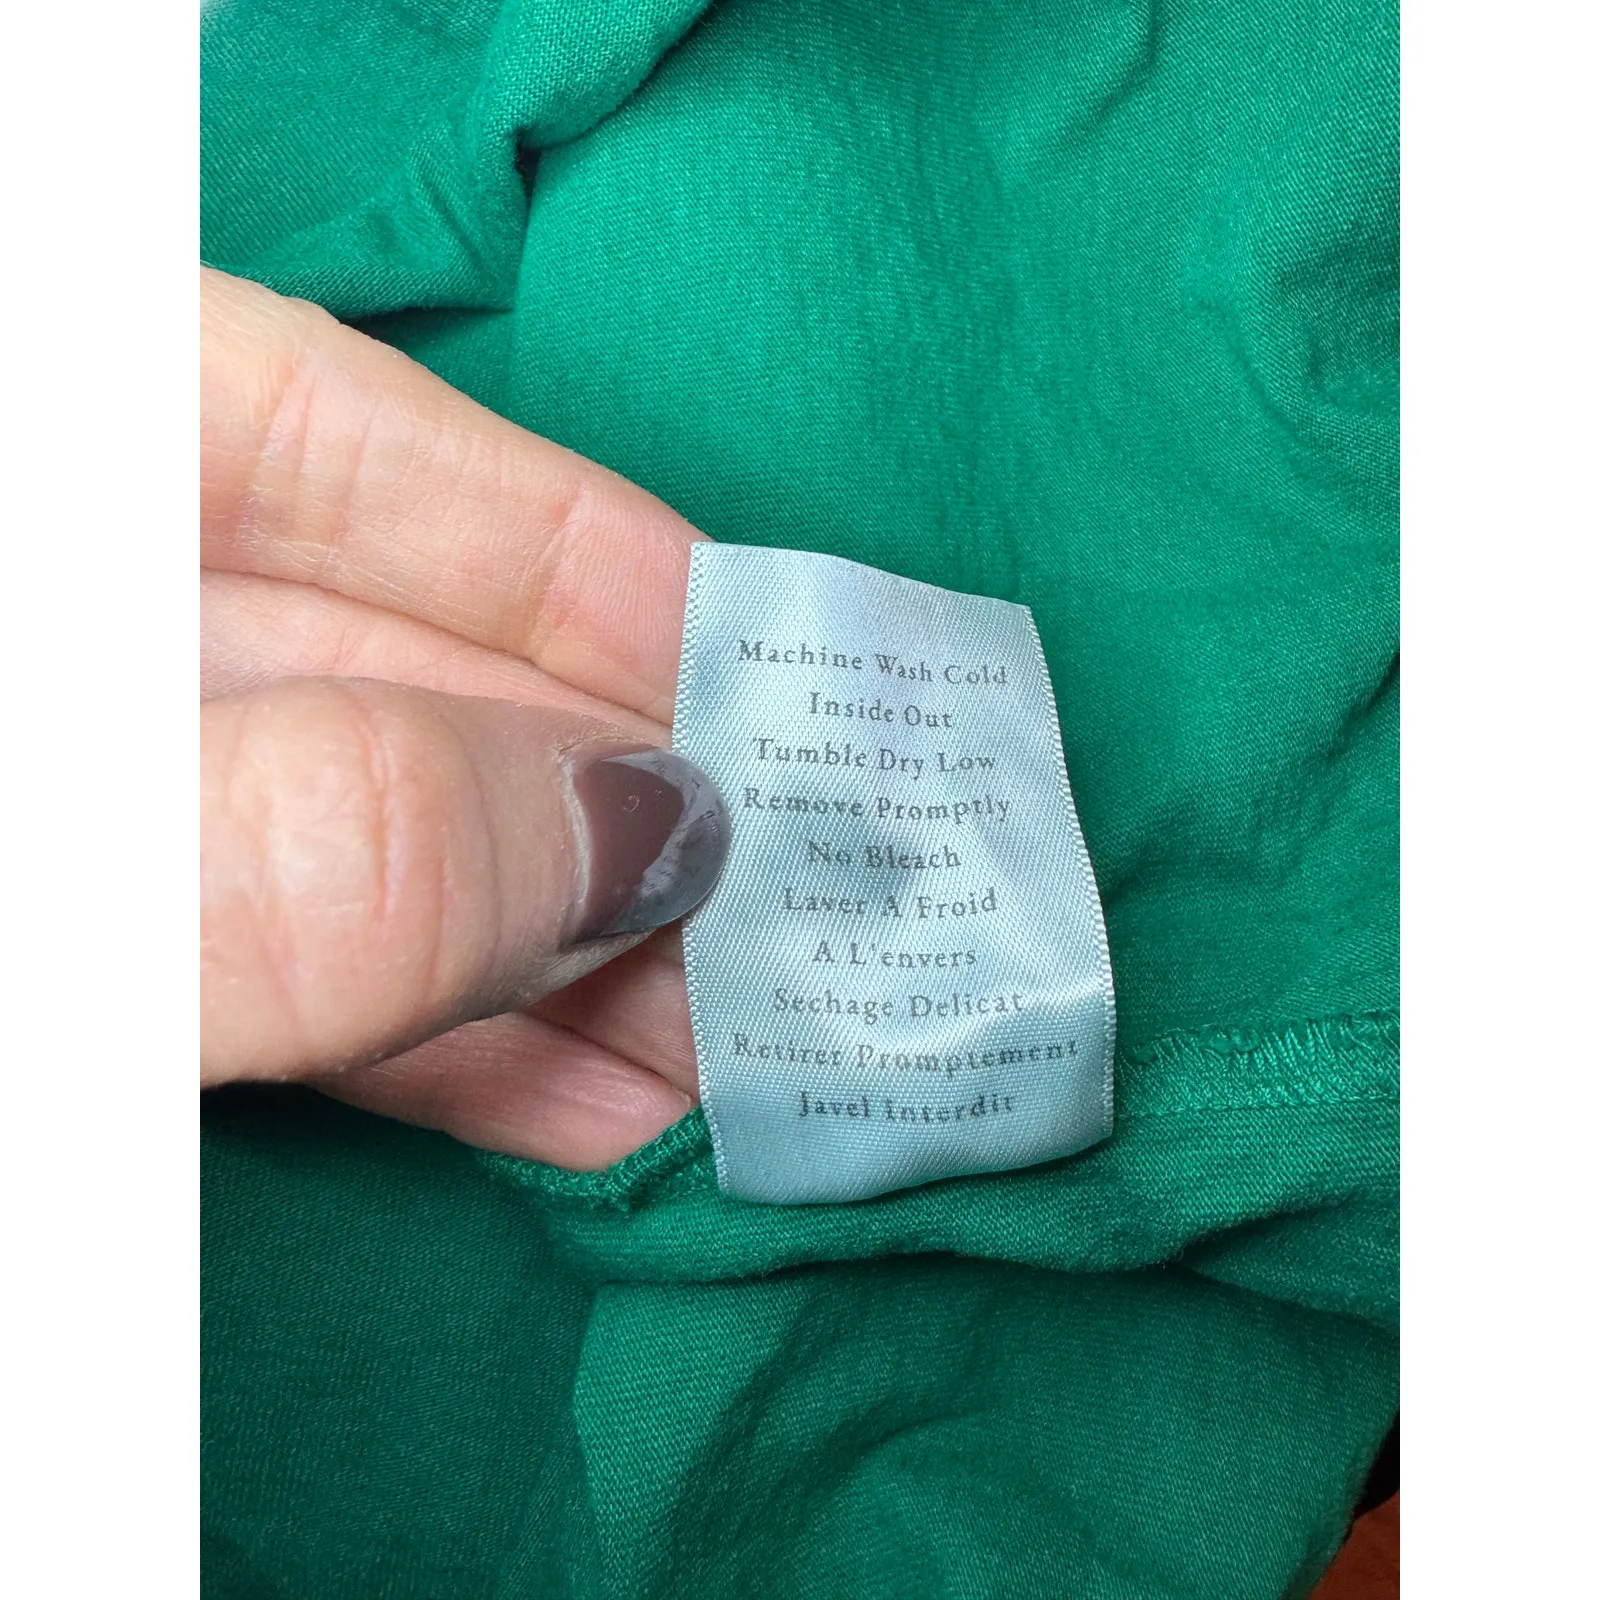 Machine Wash Cold
Inside Out
Tumble Dry Low
Remove Promptly
No Bleach
Laver A Froid
A L'envers
Sechage Delicat
Retirer Promptement
Javel Interdit